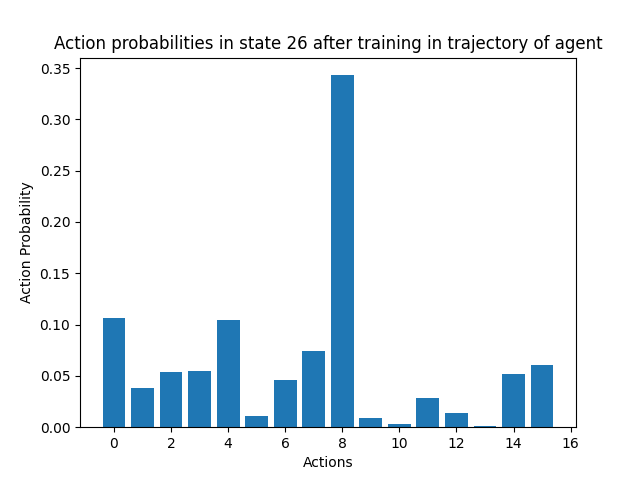 Action probabilities in state 26 after training in trajectory of agent
0.35
0.30
0.25
0.20
0.15
0.10
0.05
0.00
Action Probability
0 2 4 6 8 10 12 14 16
Actions